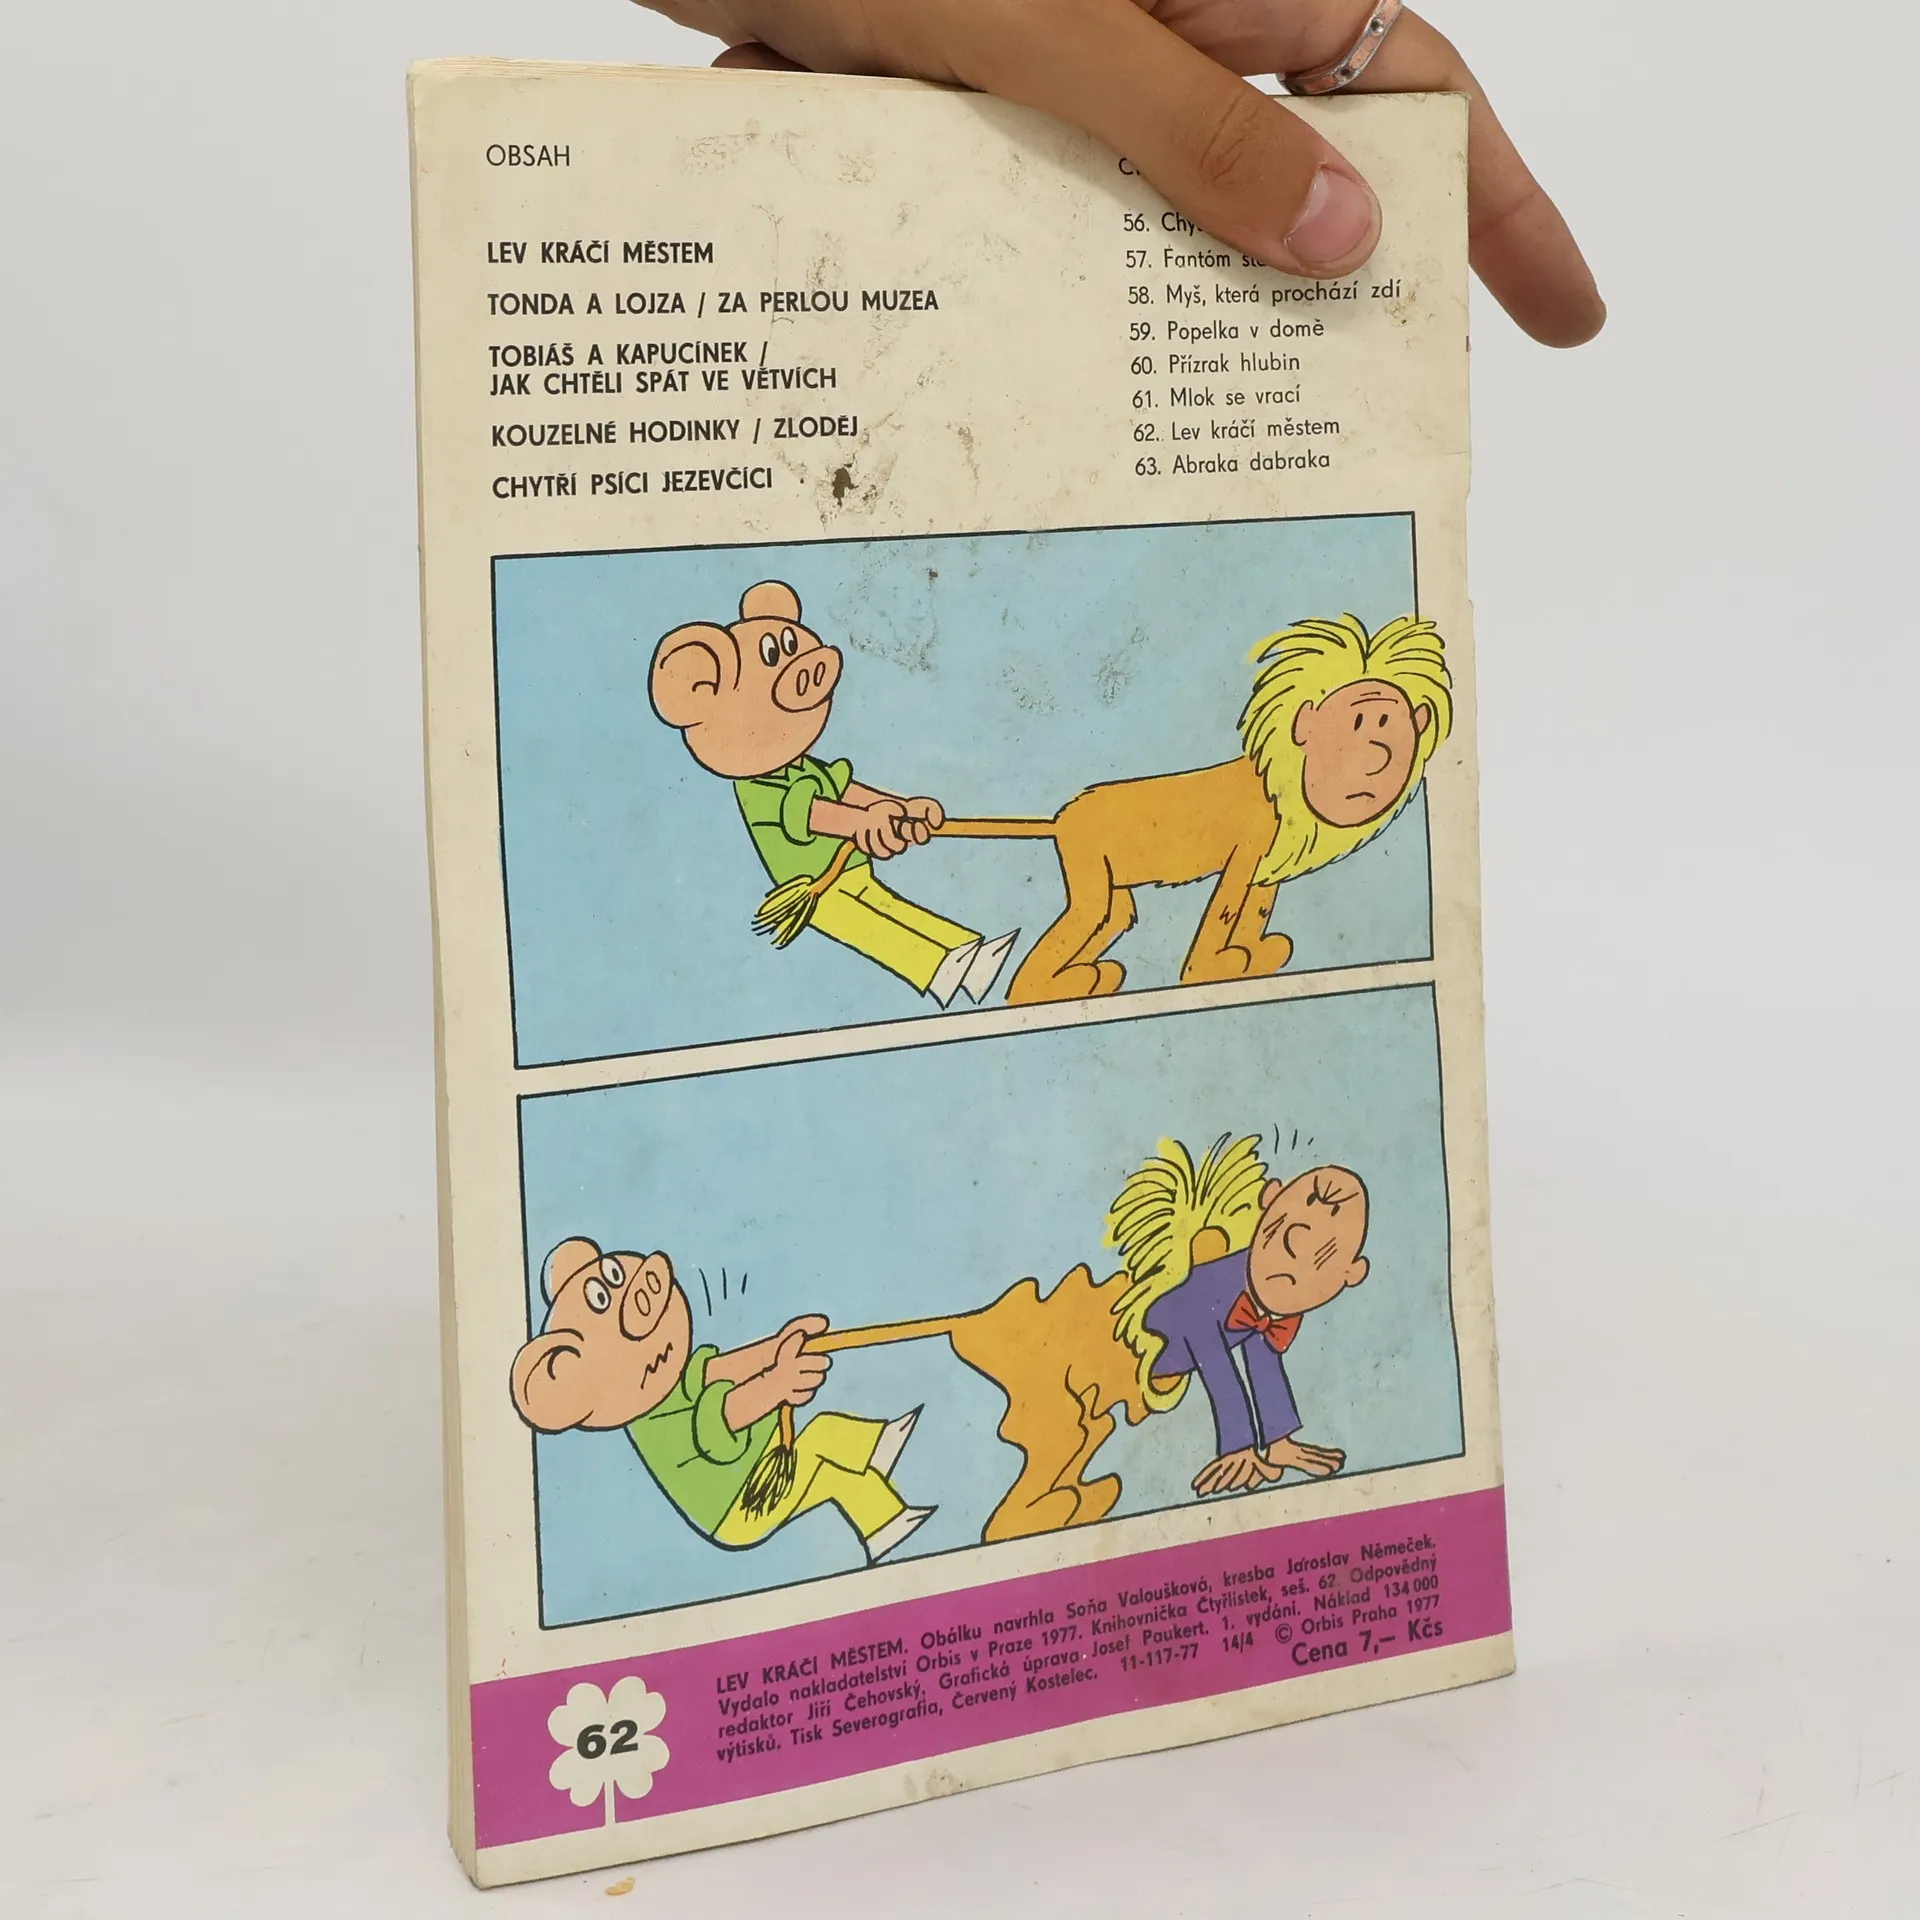 OBSAH
LEV KRÁČÍ MĚSTEM
TONDA A LOJZA / ZA PERLOU MUZEA
TOBIÁŠ A KAPUCÍNEK /
JAK CHTĚLI SPÁT VE VĚTVÍCH
KOUZELNÉ HODINKY / ZLODĚJ
CHYTŘÍ PSÍCI JEZEVČÍCI
56.
57. Fantóm
58. Myš, která prochází zdí
59. Popelka v domě
60. Přízrak hlubin
61. Mlok se vrací
62. Lev kráčí městem
63. Abraka dabraka
62
LEV KRÁČÍ MĚSTEM. Obálku navrhla Soňa Valoušková, kresba Jaroslav Němeček.
Vydalo nakladatelství Orbis v Praze 1977. Knihovnička Čtyřlístek, seš. 62. Odpovědný
redaktor Jiří Čehovský. Grafická úprava Josef Paukert. 1. vydání. Náklad 134 000
výtisků. Tisk Severografia, Červený Kostelec. 11-117-77 14/4 © Orbis Praha 1977
Cena 7,– Kčs